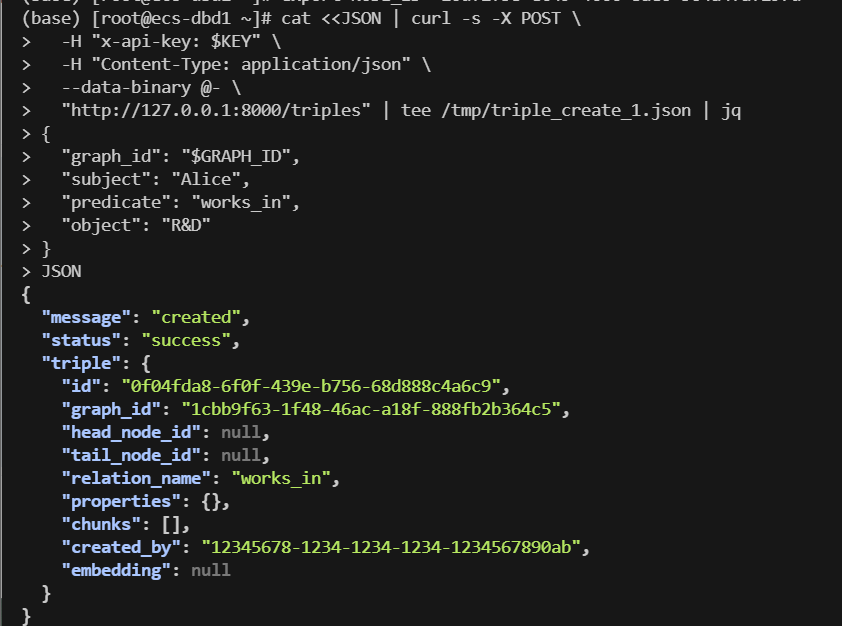 (base) [root@ecs-dbd1 ~]# cat <<JSON | curl -s -X POST \
>   -H "x-api-key: $KEY" \
>   -H "Content-Type: application/json" \
>   --data-binary @- \
>   "http://127.0.0.1:8000/triples" | tee /tmp/triple_create_1.json | jq
> {
>   "graph_id": "$GRAPH_ID",
>   "subject": "Alice",
>   "predicate": "works_in",
>   "object": "R&D"
> }
> JSON
{
  "message": "created",
  "status": "success",
  "triple": {
    "id": "0f04fda8-6f0f-439e-b756-68d888c4a6c9",
    "graph_id": "1cbb9f63-1f48-46ac-a18f-888fb2b364c5",
    "head_node_id": null,
    "tail_node_id": null,
    "relation_name": "works_in",
    "properties": {},
    "chunks": [],
    "created_by": "12345678-1234-1234-1234-1234567890ab",
    "embedding": null
  }
}